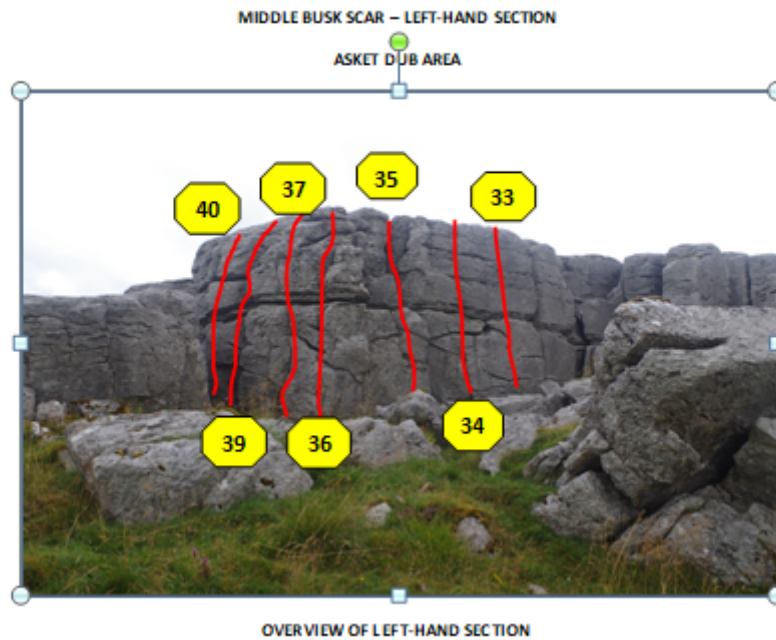 MIDDLE BUSK SCAR – LEFT-HAND SECTION
ASKET DUB AREA
40
37
35
33
39
36
34
OVERVIEW OF LEFT-HAND SECTION